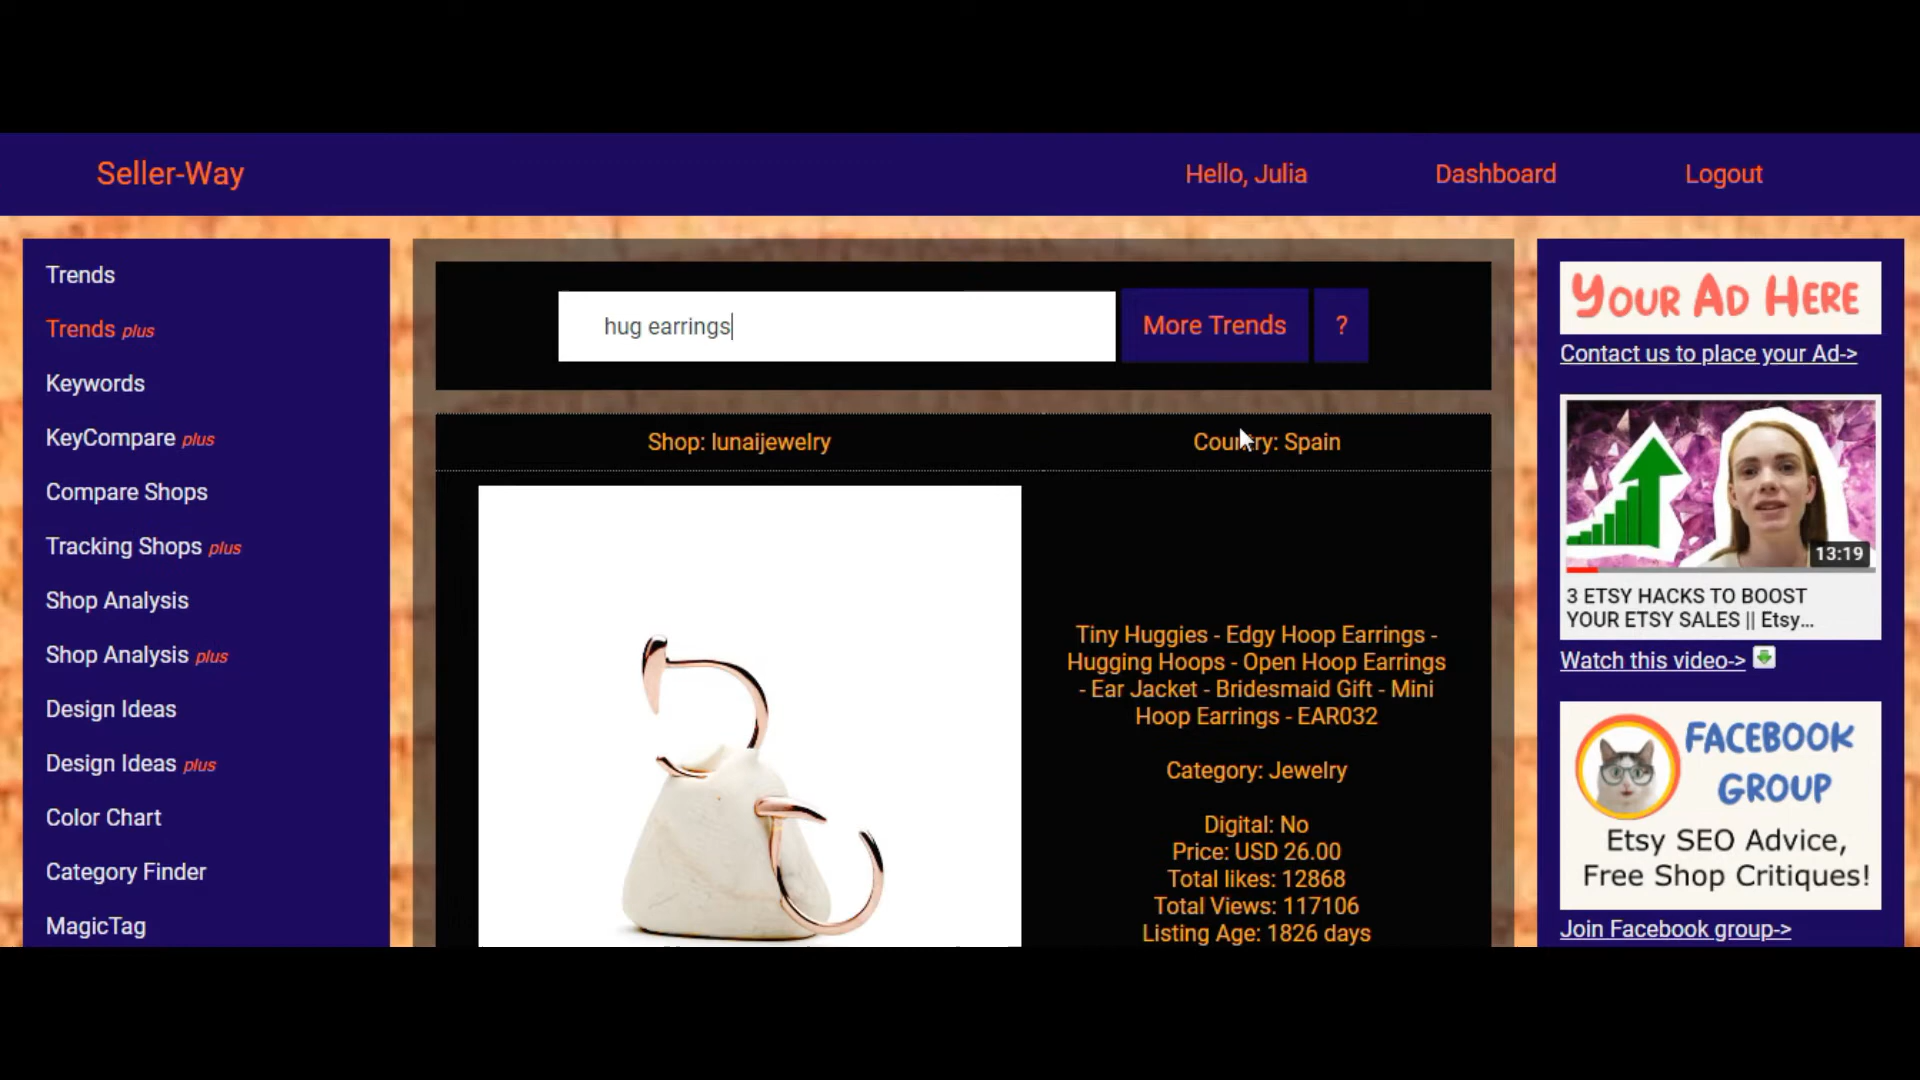 Seller-Way
Hello, Julia
Dashboard
Logout
Trends
Trends plus
Keywords
KeyCompare plus
Compare Shops
Tracking Shops plus
Shop Analysis
Shop Analysis plus
Design Ideas
Design Ideas plus
Color Chart
Category Finder
MagicTag
hug earrings
More Trends
?
Shop: lunaijewelry
Country: Spain
Tiny Huggies - Edgy Hoop Earrings -
Hugging Hoops - Open Hoop Earrings
- Ear Jacket - Bridesmaid Gift - Mini
Hoop Earrings - EAR032
Category: Jewelry
Digital: No
Price: USD 26.00
Total likes: 12868
Total Views: 117106
Listing Age: 1826 days
YOUR AD HERE
Contact us to place your Ad->
13:19
3 ETSY HACKS TO BOOST
YOUR ETSY SALES || Etsy...
Watch this video->
FACEBOOK
GROUP
Etsy SEO Advice,
Free Shop Critiques!
Join Facebook group->